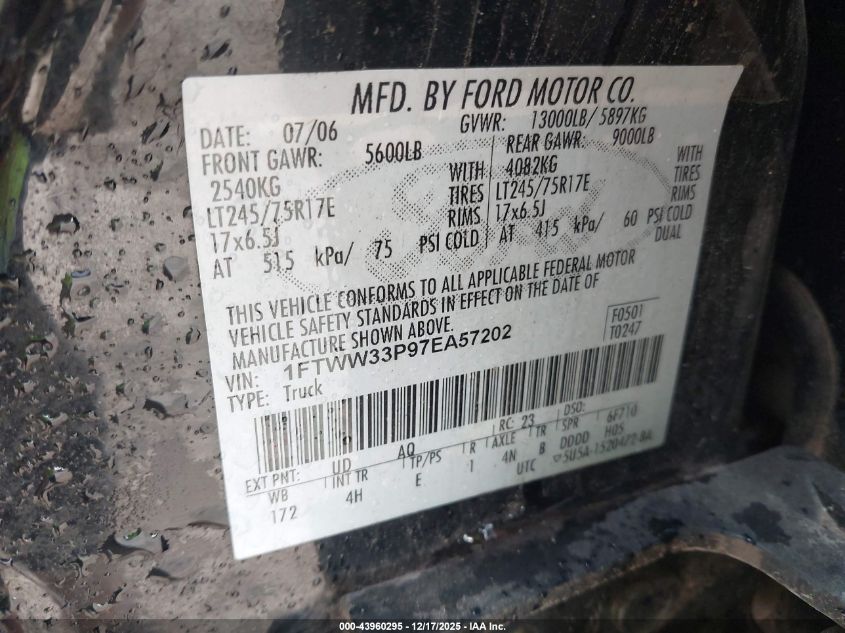 MFD. BY FORD MOTOR CO.
DATE: 07/06 GVWR: 13000LB/ 5897KG
FRONT GAWR: 5600LB REAR GAWR: 9000LB
2540KG WITH 4082KG WITH
LT245/75R17E TIRES LT245/75R17E TIRES
17x6.5J RIMS 17x6.5J RIMS
AT 515 kPa/ 75 PSI COLD AT 415 kPa/ 60 PSI COLD
DUAL
THIS VEHICLE CONFORMS TO ALL APPLICABLE FEDERAL MOTOR
VEHICLE SAFETY STANDARDS IN EFFECT ON THE DATE OF
MANUFACTURE SHOWN ABOVE.
F0501
T0247
VIN: 1FTWW33P97EA57202
TYPE: Truck
EXT PNT: UD AQ RC: 23 DSO:
WB INT TR TP/PS R AXLE TR SPR 6F210
172 4H E 1 4N B DDDD HOS
UTC
000-43960295 - 12/17/2025 - IAA Inc.